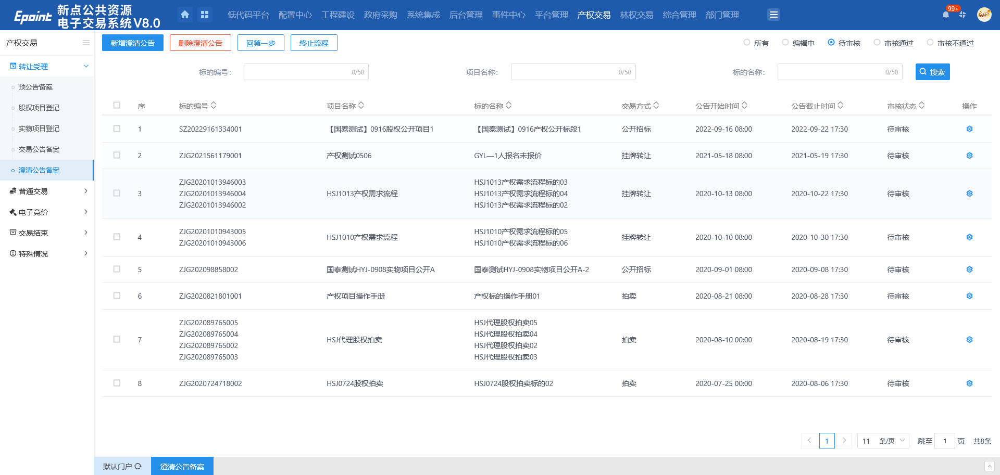 Epoint 新点公共资源
电子交易系统V8.0
低代码平台 配置中心 工程建设 政府采购 系统集成 后台管理 事件中心 平台管理 产权交易 林权交易 综合管理 部门管理
99+
产权交易
转让受理
预公告备案
股权项目登记
实物项目登记
交易公告备案
澄清公告备案
普通交易
电子竞价
交易结束
特殊情况
新增澄清公告 删除澄清公告 回第一步 终止流程
所有 编辑中 待审核 审核通过 审核不通过
标的编号： 0/50 项目名称： 0/50 标的名称： 0/50 搜索
序 标的编号 项目名称 标的名称 交易方式 公告开始时间 公告截止时间 审核状态 操作
1 SZ20229161334001 【国泰测试】0916股权公开项目1 【国泰测试】0916产权公开标段1 公开招标 2022-09-16 08:00 2022-09-22 17:30 待审核
2 ZJG2021561179001 产权测试0506 GYL—1人报名未报价 挂牌转让 2021-05-18 08:00 2021-05-19 17:30 待审核
ZJG20201013946003 HSJ1013产权需求流程标的03
3 ZJG20201013946004 HSJ1013产权需求流程 HSJ1013产权需求流程标的04 挂牌转让 2020-10-13 08:00 2020-10-22 17:30 待审核
ZJG20201013946002 HSJ1013产权需求流程标的02
ZJG20201010943005 HSJ1010产权需求流程标的05
4 HSJ1010产权需求流程 挂牌转让 2020-10-10 08:00 2020-10-30 17:30 待审核
ZJG20201010943006 HSJ1010产权需求流程标的06
5 ZJG202098858002 国泰测试HYJ-0908实物项目公开A 国泰测试HYJ-0908实物项目公开A-2 公开招标 2020-09-01 08:00 2020-09-08 17:30 待审核
6 ZJG2020821801001 产权项目操作手册 产权标的操作手册01 拍卖 2020-08-21 08:00 2020-08-28 17:30 待审核
ZJG202089765005 HSJ代理股权拍卖05
ZJG202089765004 HSJ代理股权拍卖04
7 HSJ代理股权拍卖 拍卖 2020-08-10 00:00 2020-08-19 17:30 待审核
ZJG202089765002 HSJ代理股权拍卖02
ZJG202089765003 HSJ代理股权拍卖03
8 ZJG2020724718002 HSJ0724股权拍卖 HSJ0724股权拍卖标的02 拍卖 2020-07-25 00:00 2020-08-06 17:30 待审核
1 11 条/页 跳至 1 页 共8条
默认门户 澄清公告备案